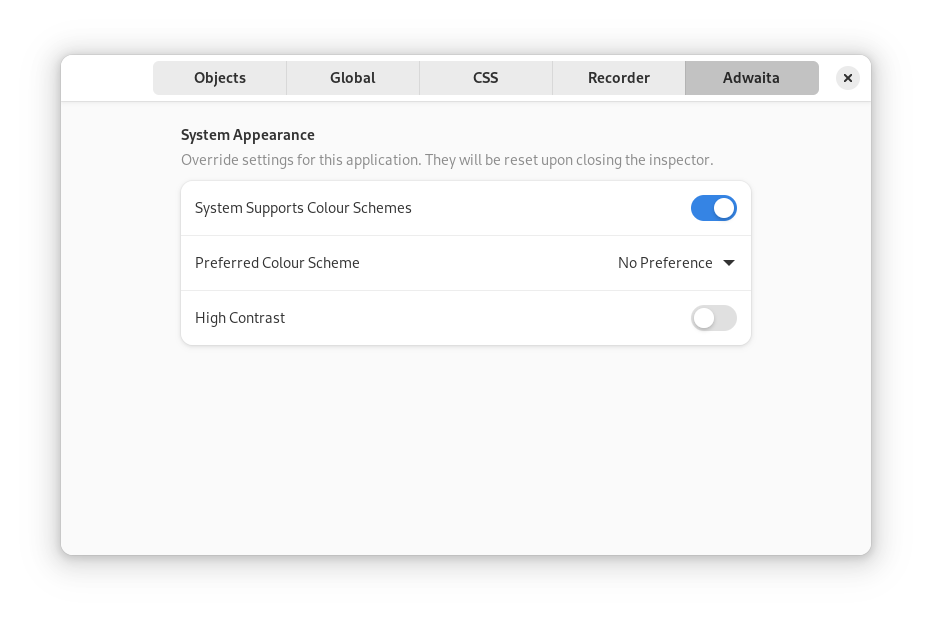 Objects Global CSS Recorder Adwaita
System Appearance
Override settings for this application. They will be reset upon closing the inspector.
System Supports Colour Schemes
Preferred Colour Scheme No Preference
High Contrast